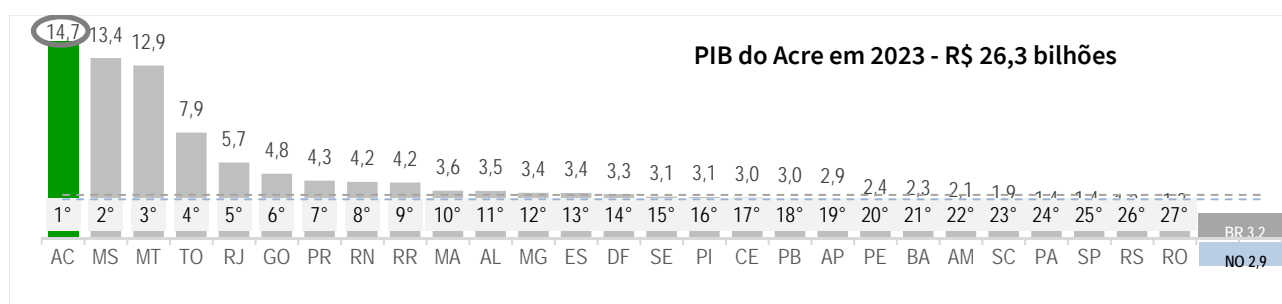 14,7 13,4 12,9 7,9 5,7 4,8 4,3 4,2 4,2 3,6 3,5 3,4 3,4 3,3 3,1 3,1 3,0 3,0 2,9 2,4 2,3 2,1 1,9 1,4 1,4
PIB do Acre em 2023 - R$ 26,3 bilhões
1° 2° 3° 4° 5° 6° 7° 8° 9° 10° 11° 12° 13° 14° 15° 16° 17° 18° 19° 20° 21° 22° 23° 24° 25° 26° 27°
BR 3,2
AC MS MT TO RJ GO PR RN RR MA AL MG ES DF SE PI CE PB AP PE BA AM SC PA SP RS RO
NO 2,9